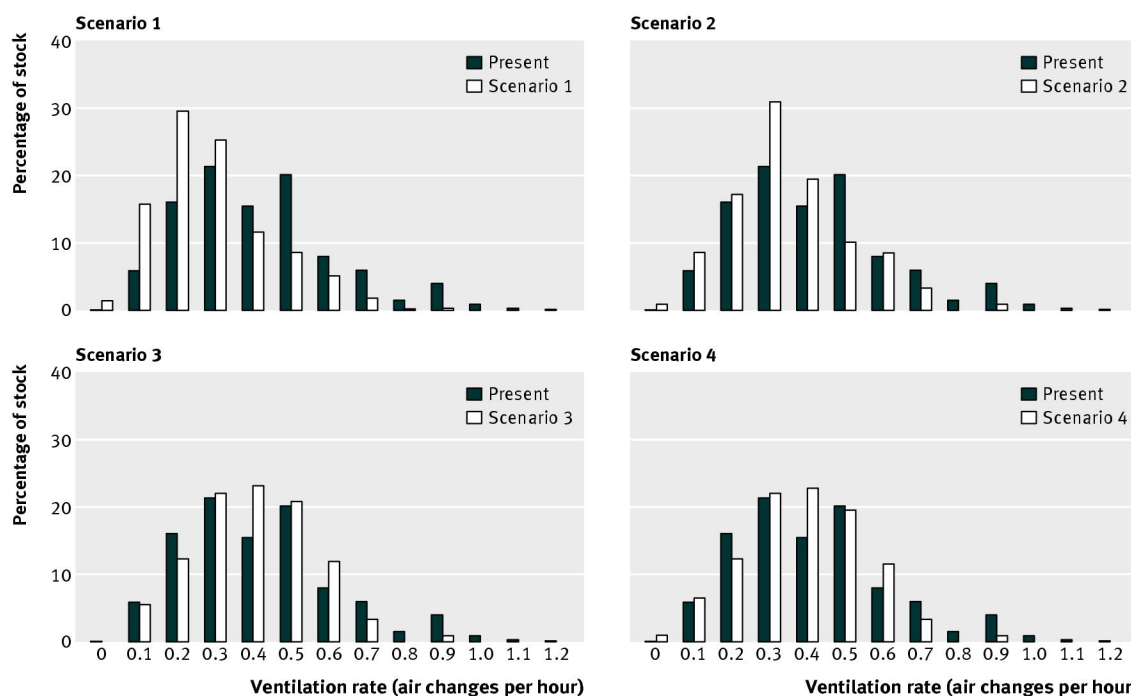 Scenario 1
Percentage of stock
40
30
20
10
0
Present
Scenario 1
Scenario 2
Present
Scenario 2
Scenario 3
Percentage of stock
40
30
20
10
0
Present
Scenario 3
0 0.1 0.2 0.3 0.4 0.5 0.6 0.7 0.8 0.9 1.0 1.1 1.2
Ventilation rate (air changes per hour)
Scenario 4
Present
Scenario 4
0 0.1 0.2 0.3 0.4 0.5 0.6 0.7 0.8 0.9 1.0 1.1 1.2
Ventilation rate (air changes per hour